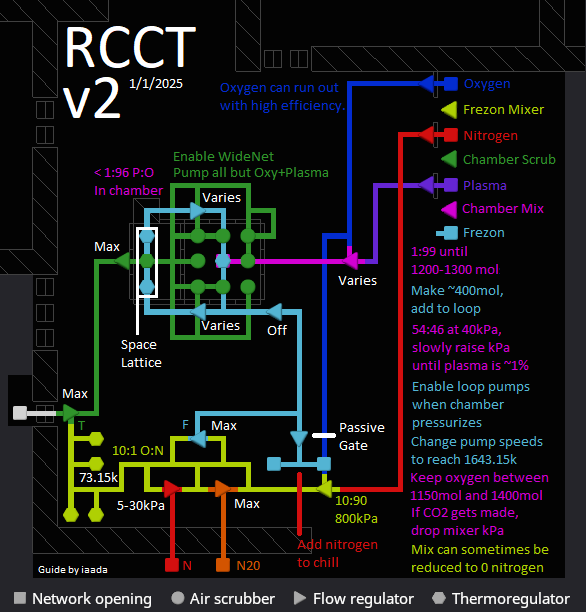 RCCT
v2 1/1/2025
Oxygen can run out
with high efficiency.
Oxygen
Frezon Mixer
Nitrogen
Chamber Scrub
Plasma
Chamber Mix
Frezon
Enable WideNet
Pump all but Oxy+Plasma
< 1:96 P:O
In chamber
Varies
Max
Varies
Off
Varies
Space
Lattice
1:99 until
1200-1300 mol
Make ~400mol,
add to loop
54:46 at 40kPa,
slowly raise kPa
until plasma is ~1%
Enable loop pumps
when chamber
pressurizes
Change pump speeds
to reach 1643.15k
Keep oxygen between
1150mol and 1400mol
If CO2 gets made,
drop mixer kPa
Mix can sometimes be
reduced to 0 nitrogen
Max
T
F
Max
Passive
Gate
10:1 O:N
73.15k
5-30kPa
Max
10:90
800kPa
Add nitrogen
to chill
N
N20
Guide by iaada
Network opening
Air scrubber
Flow regulator
Thermoregulator